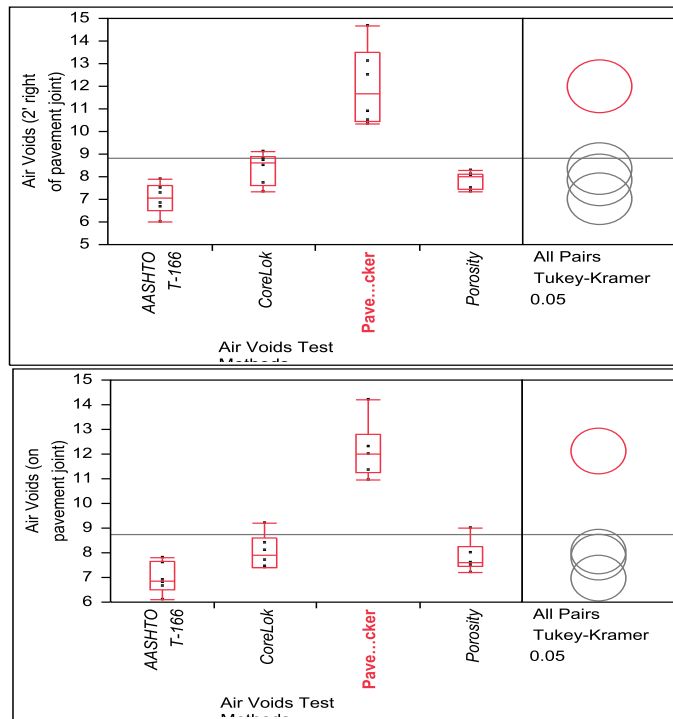 Air Voids (2' right
of pavement joint)
15
14
13
12
11
10
9
8
7
6
5
AASHTO
T-166
CoreLok
Pave...cker
Porosity
All Pairs
Tukey-Kramer
0.05
Air Voids Test
Methods
Air Voids (on
pavement joint)
15
14
13
12
11
10
9
8
7
6
AASHTO
T-166
CoreLok
Pave...cker
Porosity
All Pairs
Tukey-Kramer
0.05
Air Voids Test
Methods